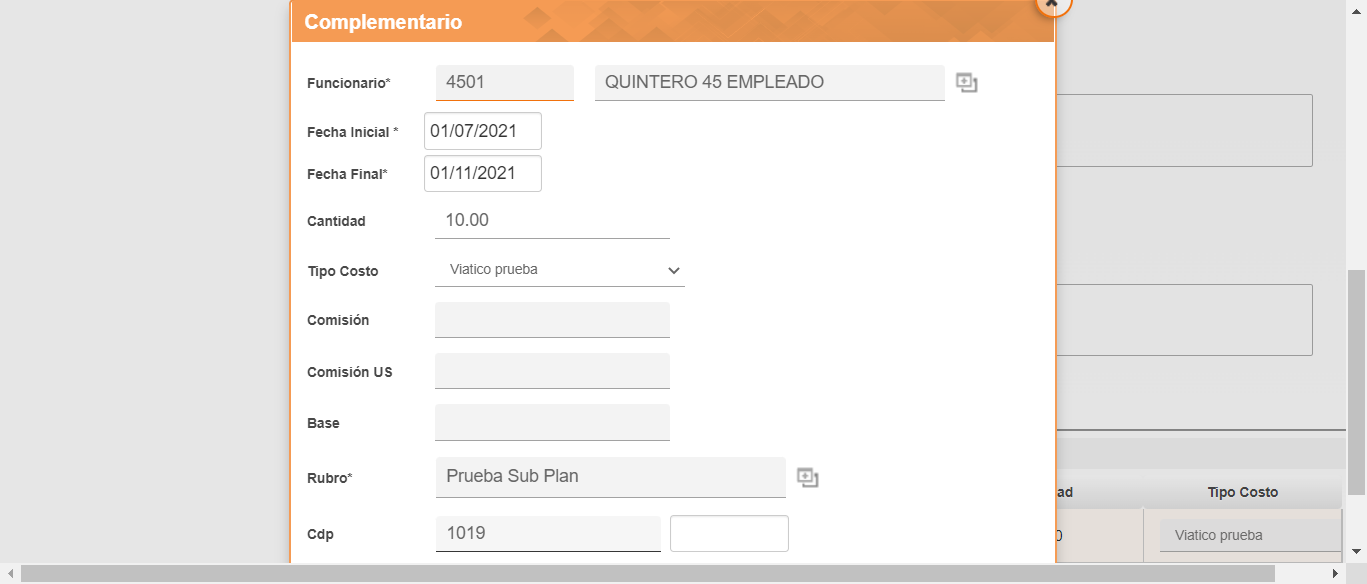 Complementario
Funcionario* 4501 QUINTERO 45 EMPLEADO
Fecha Inicial * 01/07/2021
Fecha Final* 01/11/2021
Cantidad 10.00
Tipo Costo Viatico prueba
Comisión
Comisión US
Base
Rubro* Prueba Sub Plan
ad Tipo Costo
Cdp 1019
0 Viatico prueba